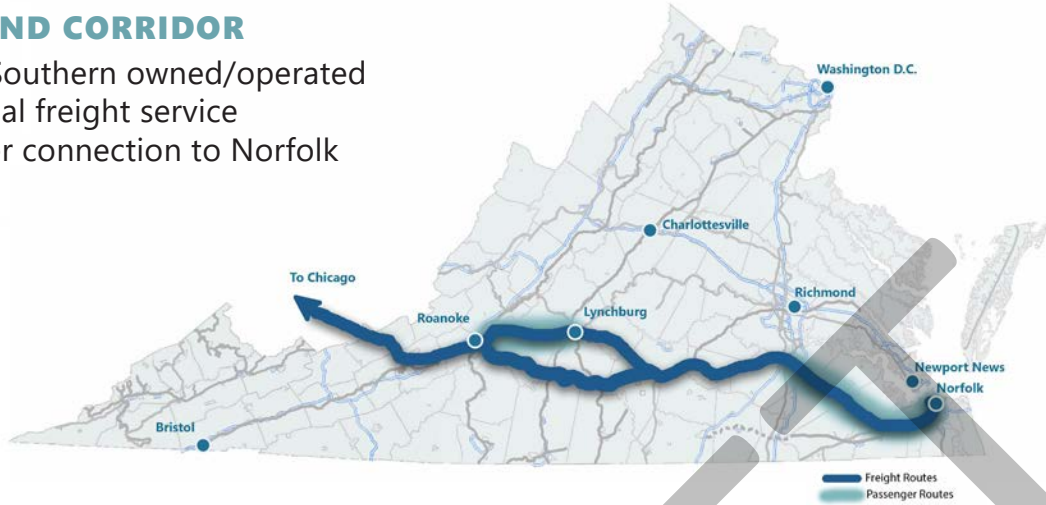 ND CORRIDOR
Southern owned/operated
al freight service
r connection to Norfolk
Washington D.C.
Charlottesville
To Chicago
Richmond
Roanoke
Lynchburg
Newport News
Norfolk
Bristol
Freight Routes
Passenger Routes